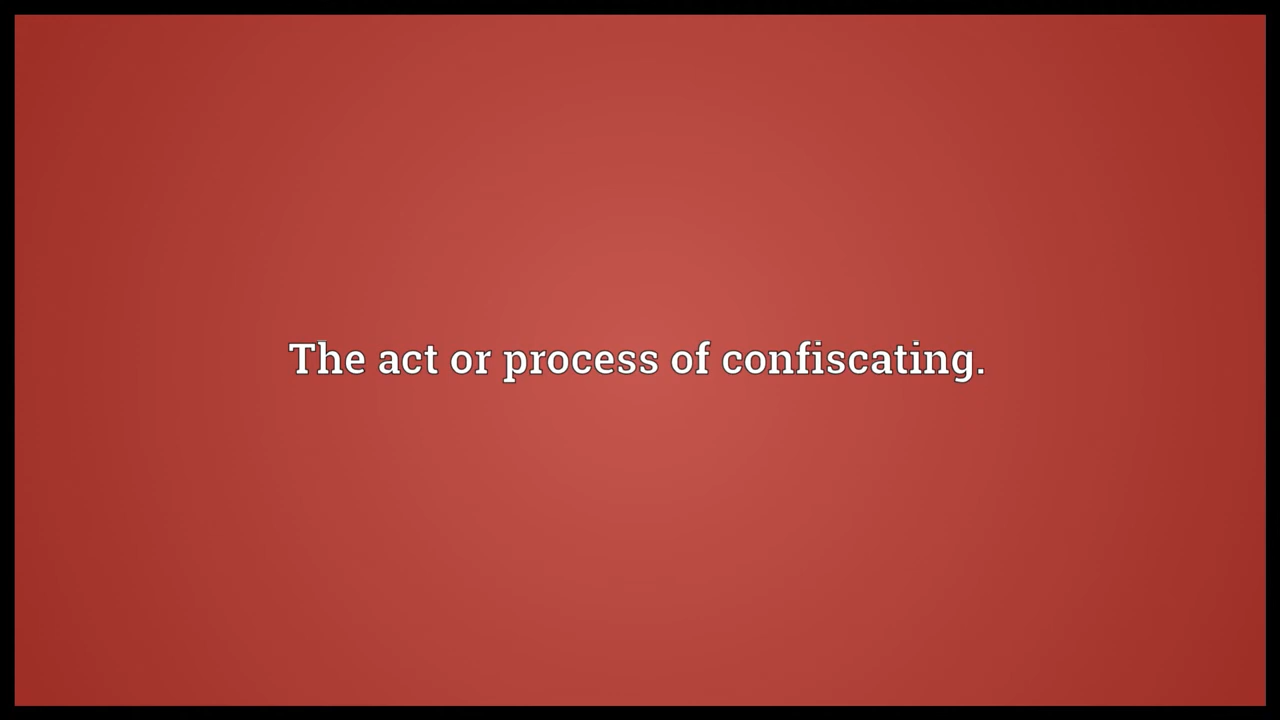 The act or process of confiscating.